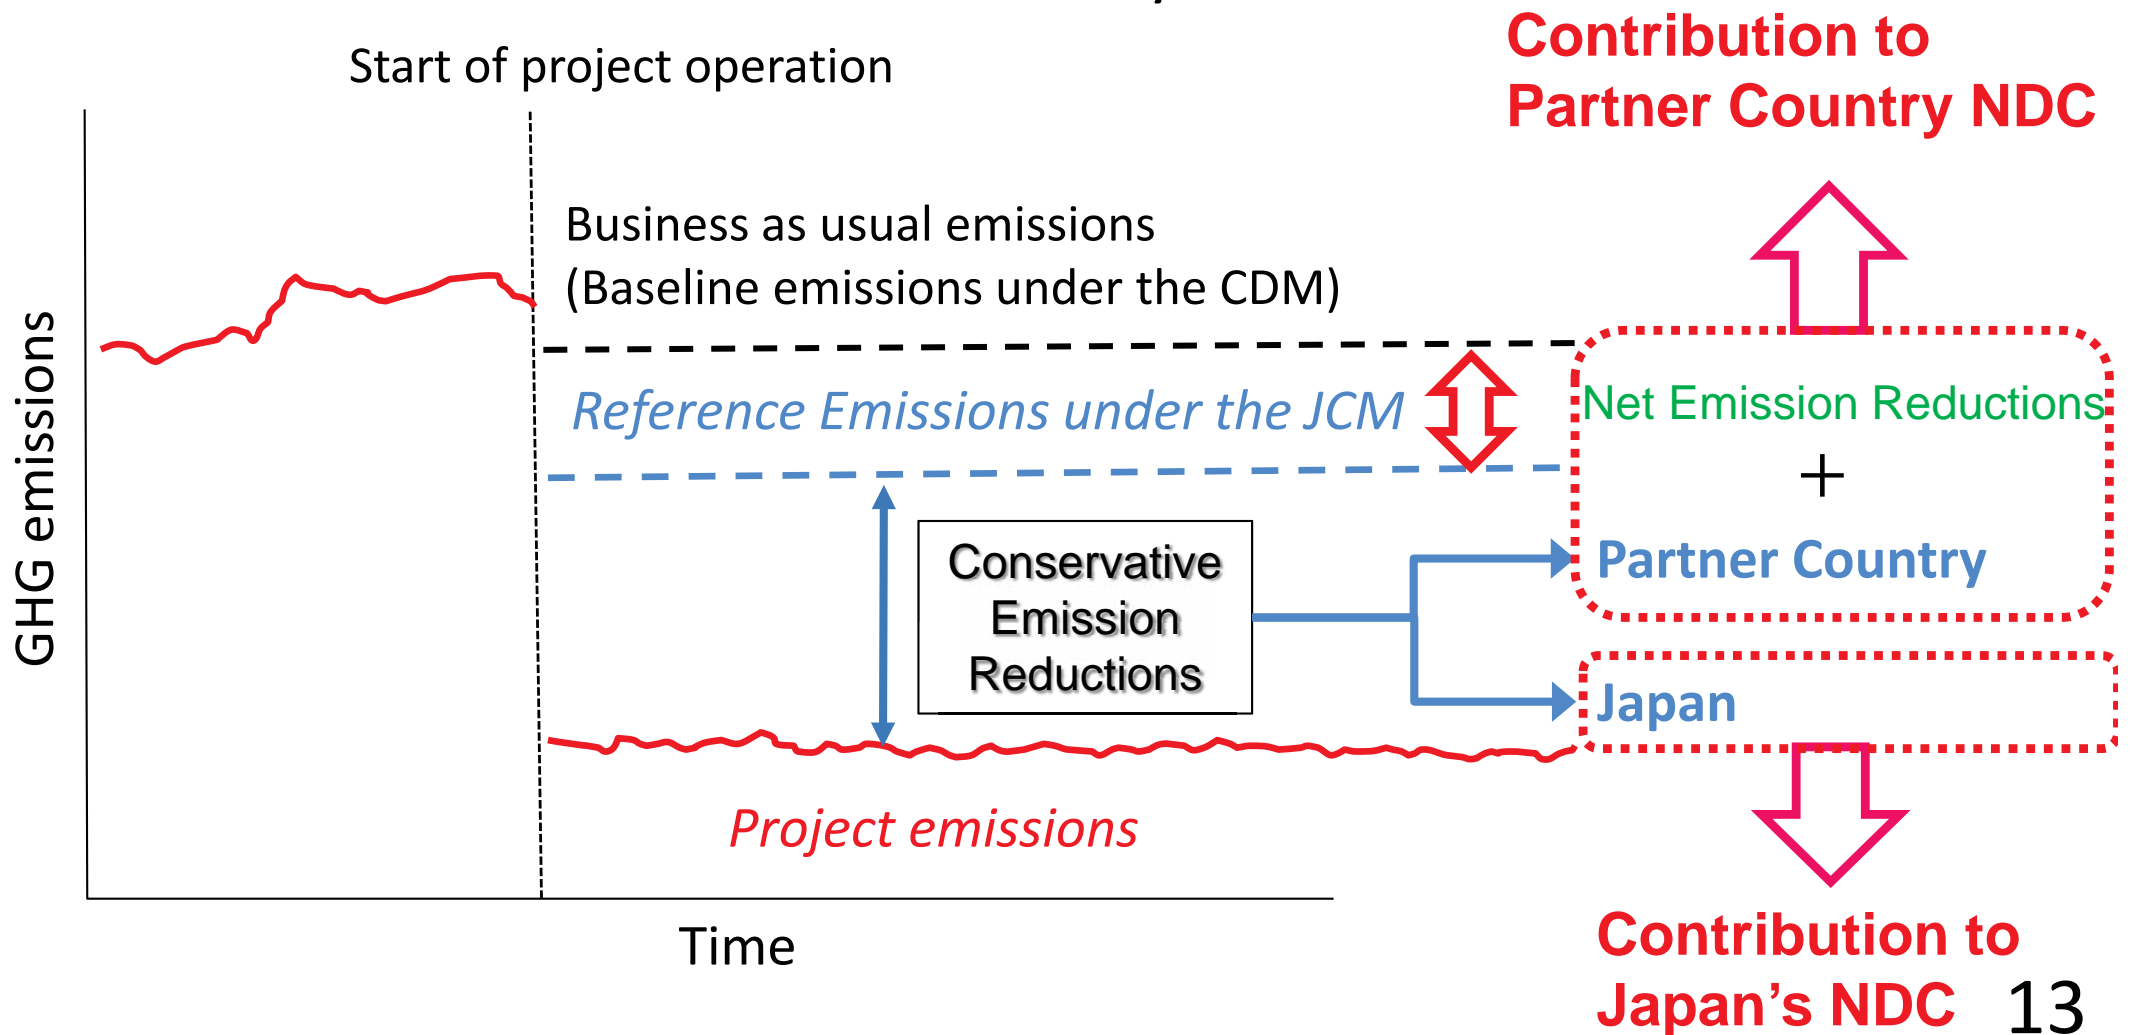 Contribution to
Partner Country NDC
Start of project operation
Business as usual emissions
(Baseline emissions under the CDM)
GHG emissions
Reference Emissions under the JCM
Net Emission Reductions
+
Conservative
Emission
Reductions
Partner Country
Japan
Project emissions
Time
Contribution to
Japan’s NDC
13